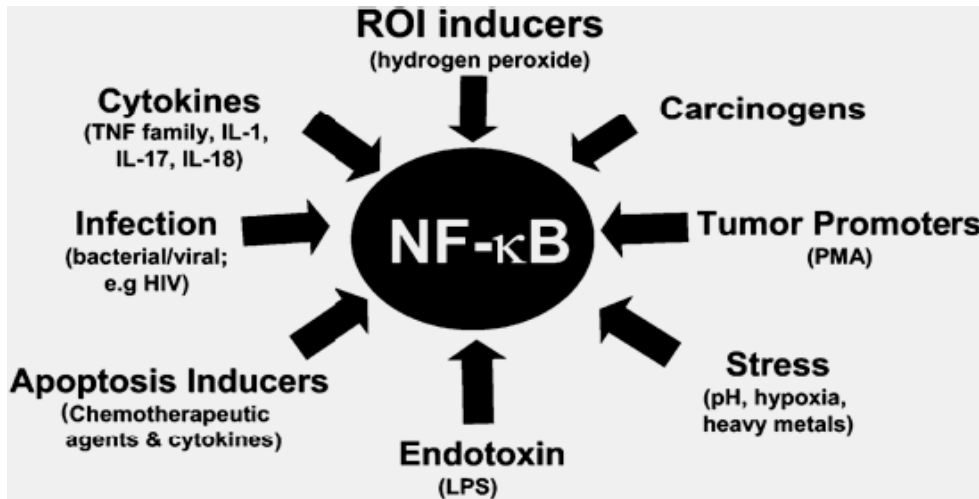 ROI inducers
(hydrogen peroxide)
Cytokines
(TNF family, IL-1,
IL-17, IL-18)
Carcinogens
Infection
(bacterial/viral;
e.g HIV)
NF-κB
Tumor Promoters
(PMA)
Apoptosis Inducers
(Chemotherapeutic
agents & cytokines)
Endotoxin
(LPS)
Stress
(pH, hypoxia,
heavy metals)